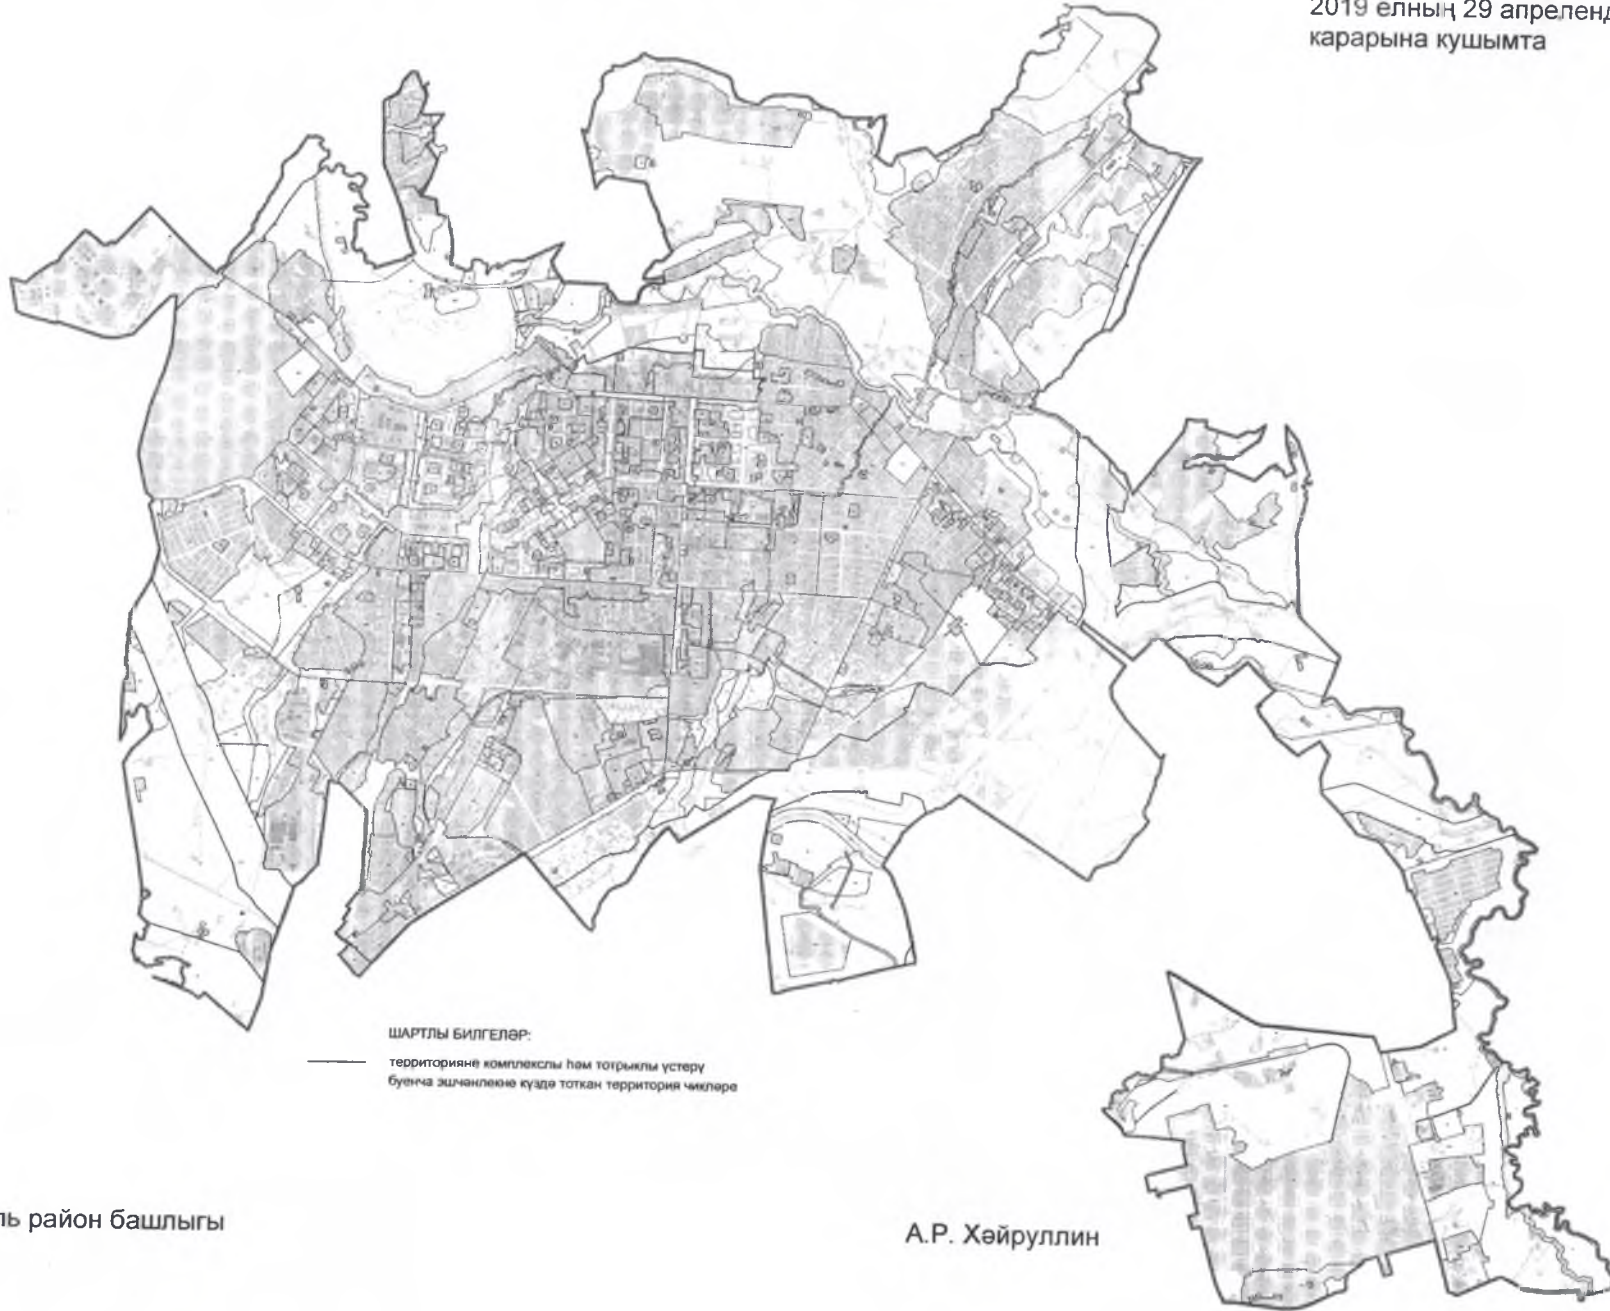 2019 елның 29 апреленд
карарына кушымта
ШАРТЛЫ БИЛГЕЛӘР:
территорияне комплекслы һәм тотрыклы үстерү
буенча эшчәнлекне күздә тоткан территория чикләре
ль район башлыгы
А.Р. Хәйруллин